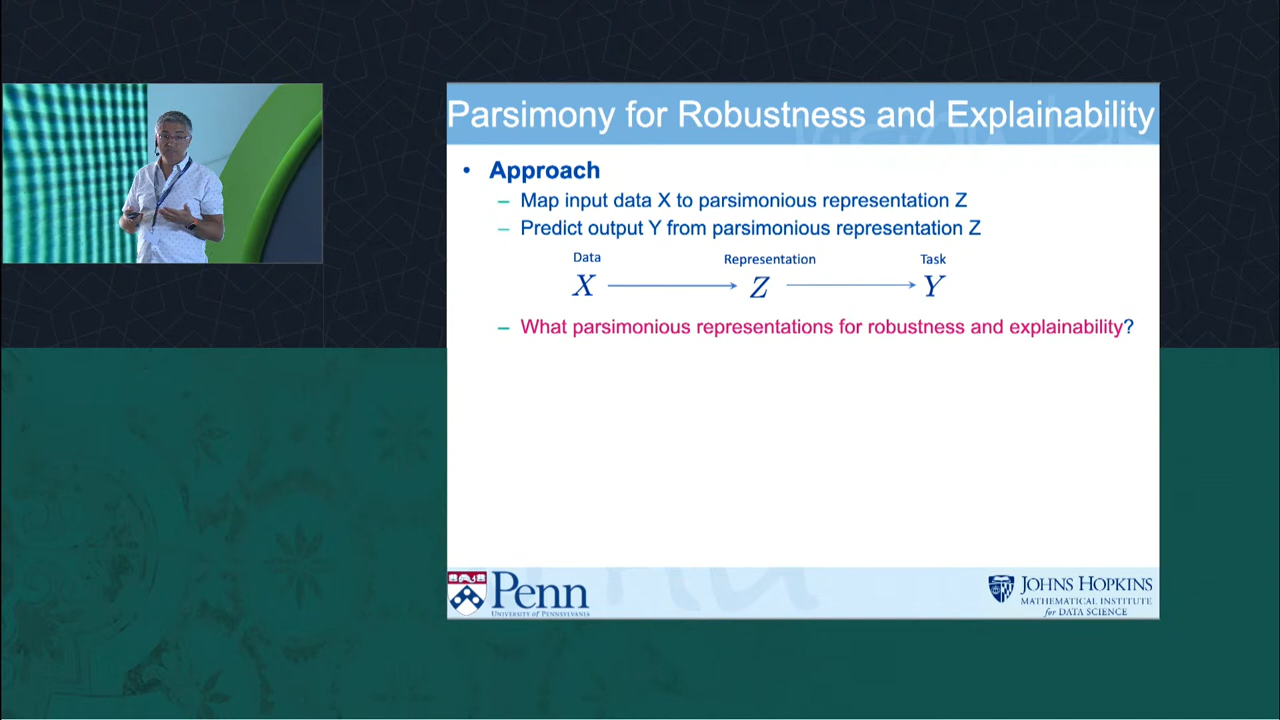 Parsimony for Robustness and Explainability
• Approach
– Map input data X to parsimonious representation Z
– Predict output Y from parsimonious representation Z
Data Representation Task
X Z Y
– What parsimonious representations for robustness and explainability?
Penn
UNIVERSITY OF PENNSYLVANIA
JOHNS HOPKINS
MATHEMATICAL INSTITUTE
for DATA SCIENCE